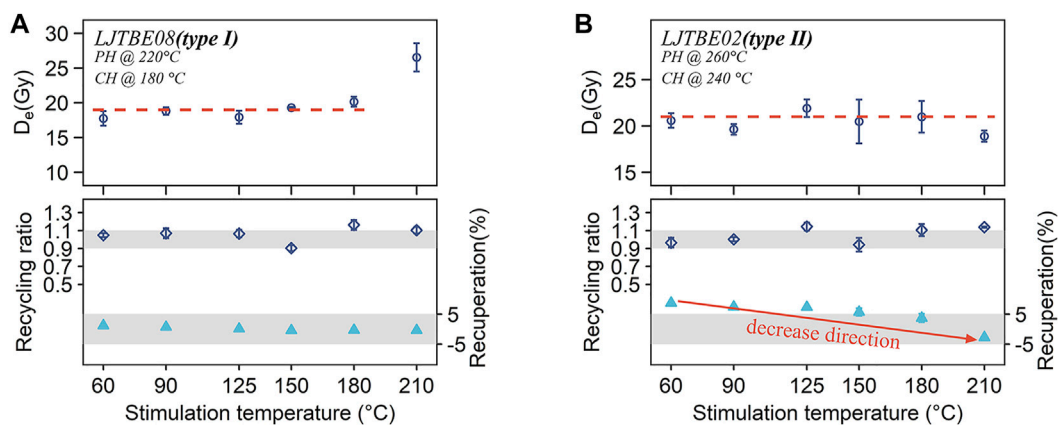 A
LJTBE08(type I)
PH @ 220°C
CH @ 180 °C
30
25
20
15
10
De(Gy)
1.3
1.1
0.9
0.7
0.5
Recycling ratio
5
-5
Recuperation(%)
60 90 125 150 180 210
Stimulation temperature (°C)
B
LJTBE02(type II)
PH @ 260°C
CH @ 240 °C
25
20
15
De(Gy)
1.3
1.1
0.9
0.7
0.5
Recycling ratio
decrease direction
5
-5
Recuperation(%)
60 90 125 150 180 210
Stimulation temperature (°C)